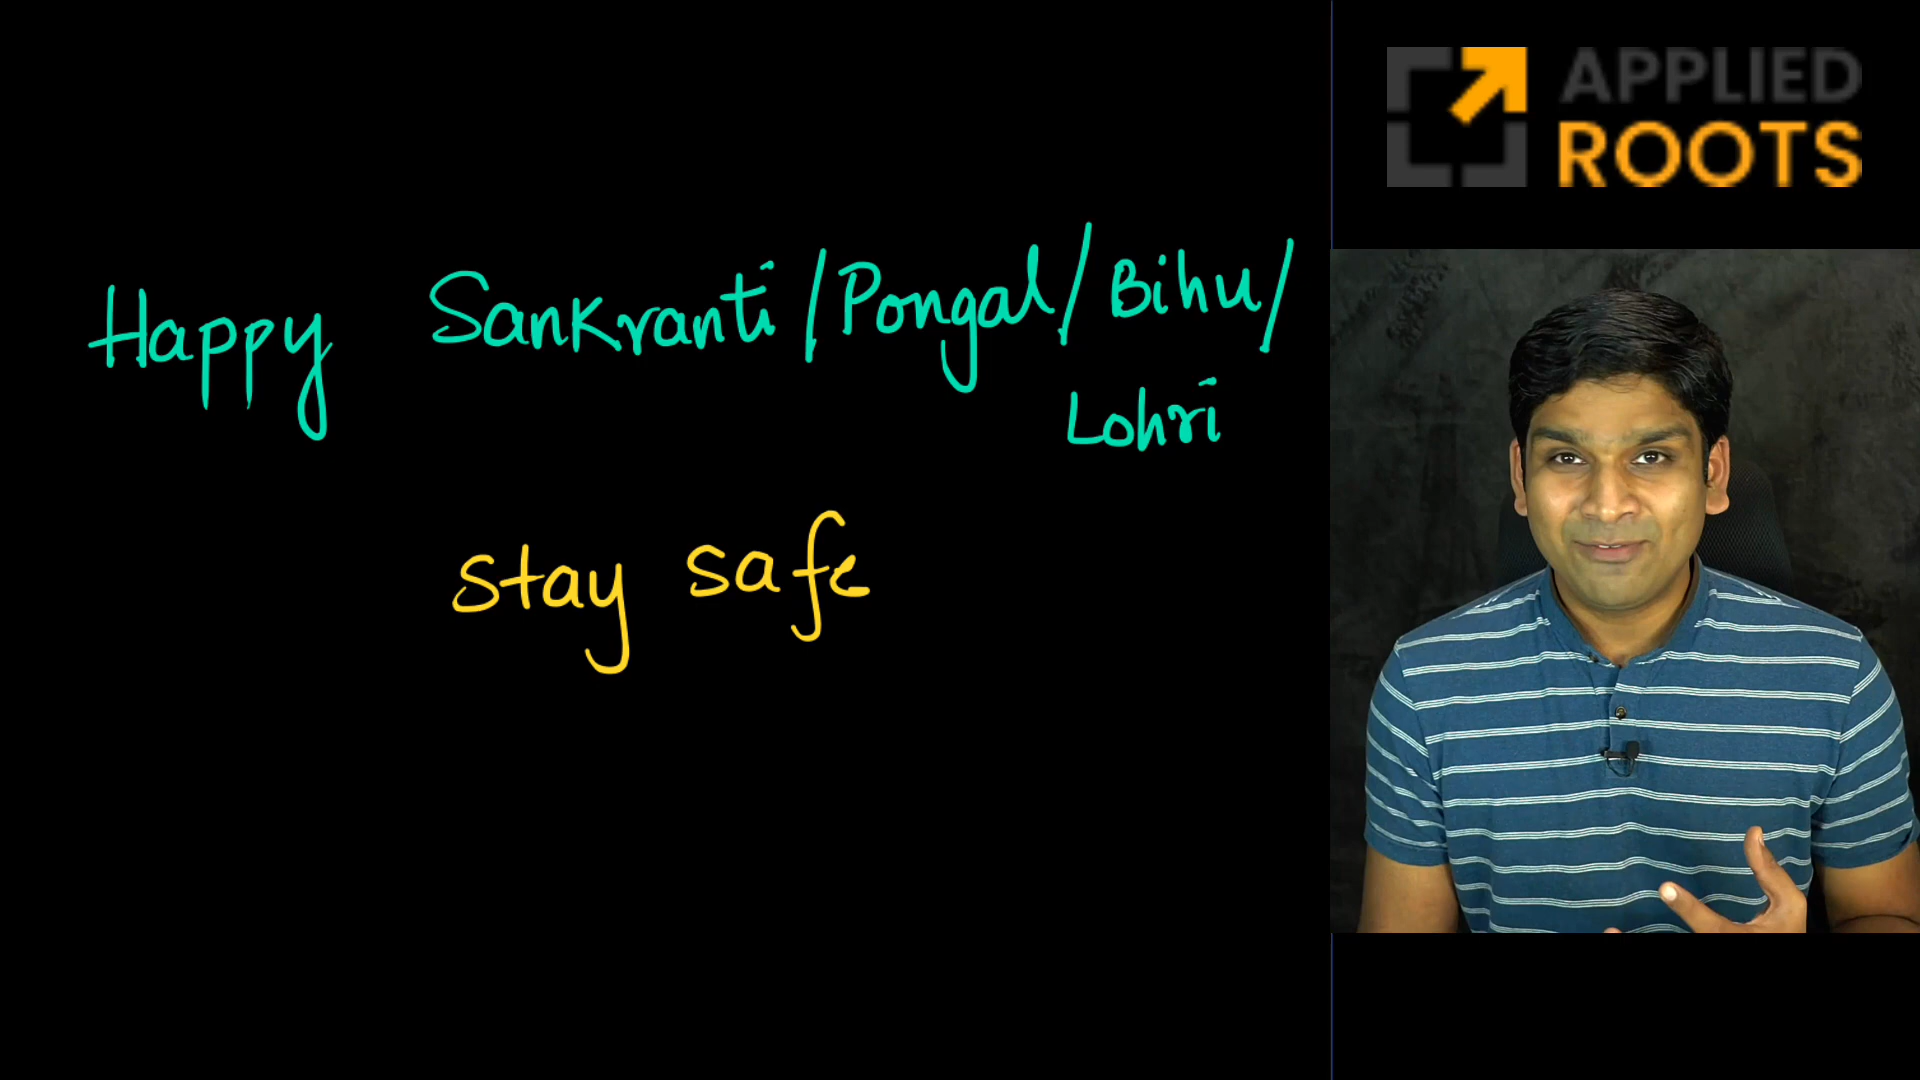 APPLIED
ROOTS
Happy Sankranti / Pongal / Bihu /
Lohri
stay safe